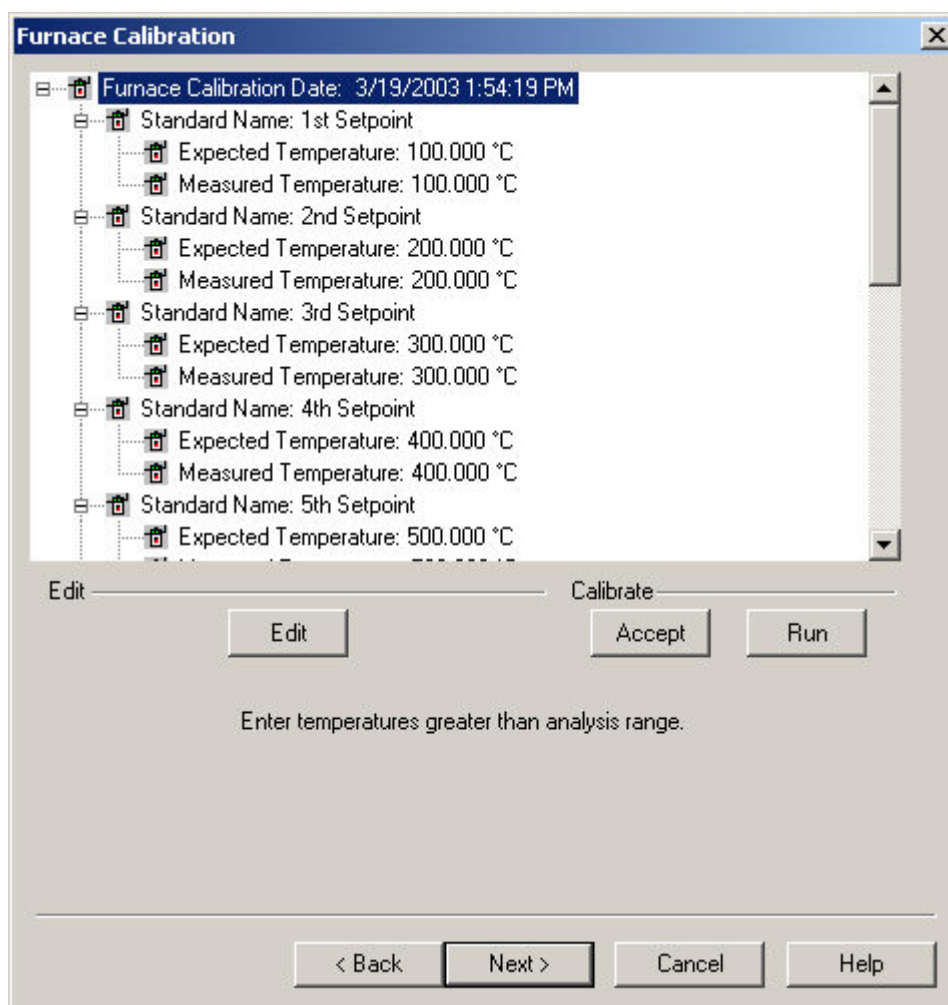 Furnace Calibration
Furnace Calibration Date: 3/19/2003 1:54:19 PM
Standard Name: 1st Setpoint
Expected Temperature: 100.000 °C
Measured Temperature: 100.000 °C
Standard Name: 2nd Setpoint
Expected Temperature: 200.000 °C
Measured Temperature: 200.000 °C
Standard Name: 3rd Setpoint
Expected Temperature: 300.000 °C
Measured Temperature: 300.000 °C
Standard Name: 4th Setpoint
Expected Temperature: 400.000 °C
Measured Temperature: 400.000 °C
Standard Name: 5th Setpoint
Expected Temperature: 500.000 °C
Edit Calibrate
Edit Accept Run
Enter temperatures greater than analysis range.
< Back Next > Cancel Help